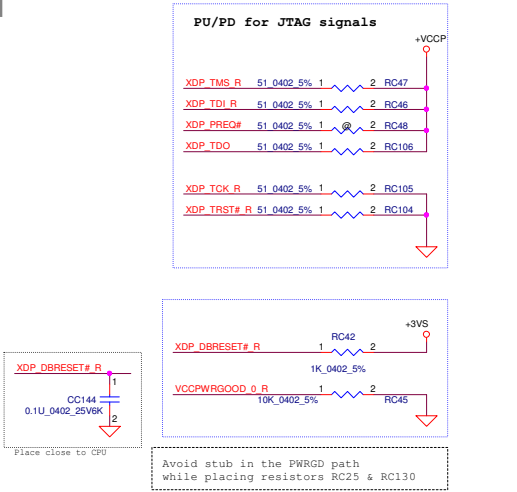 PU/PD for JTAG signals
+VCCP
XDP_TMS_R 51_0402_5% 1 2 RC47
XDP_TDI_R 51_0402_5% 1 2 RC46
XDP_PREQ# 51_0402_5% 1 @ 2 RC48
XDP_TDO 51_0402_5% 1 2 RC106
XDP_TCK_R 51_0402_5% 1 2 RC105
XDP_TRST#_R 51_0402_5% 1 2 RC104
+3VS
RC42
XDP_DBRESET#_R 1 2
1K_0402_5%
VCCPWRGOOD_0_R 1 2
10K_0402_5% RC45
XDP_DBRESET#_R
1
CC144
0.1U_0402_25V6K
2
Place close to CPU
Avoid stub in the PWRGD path
while placing resistors RC25 & RC130